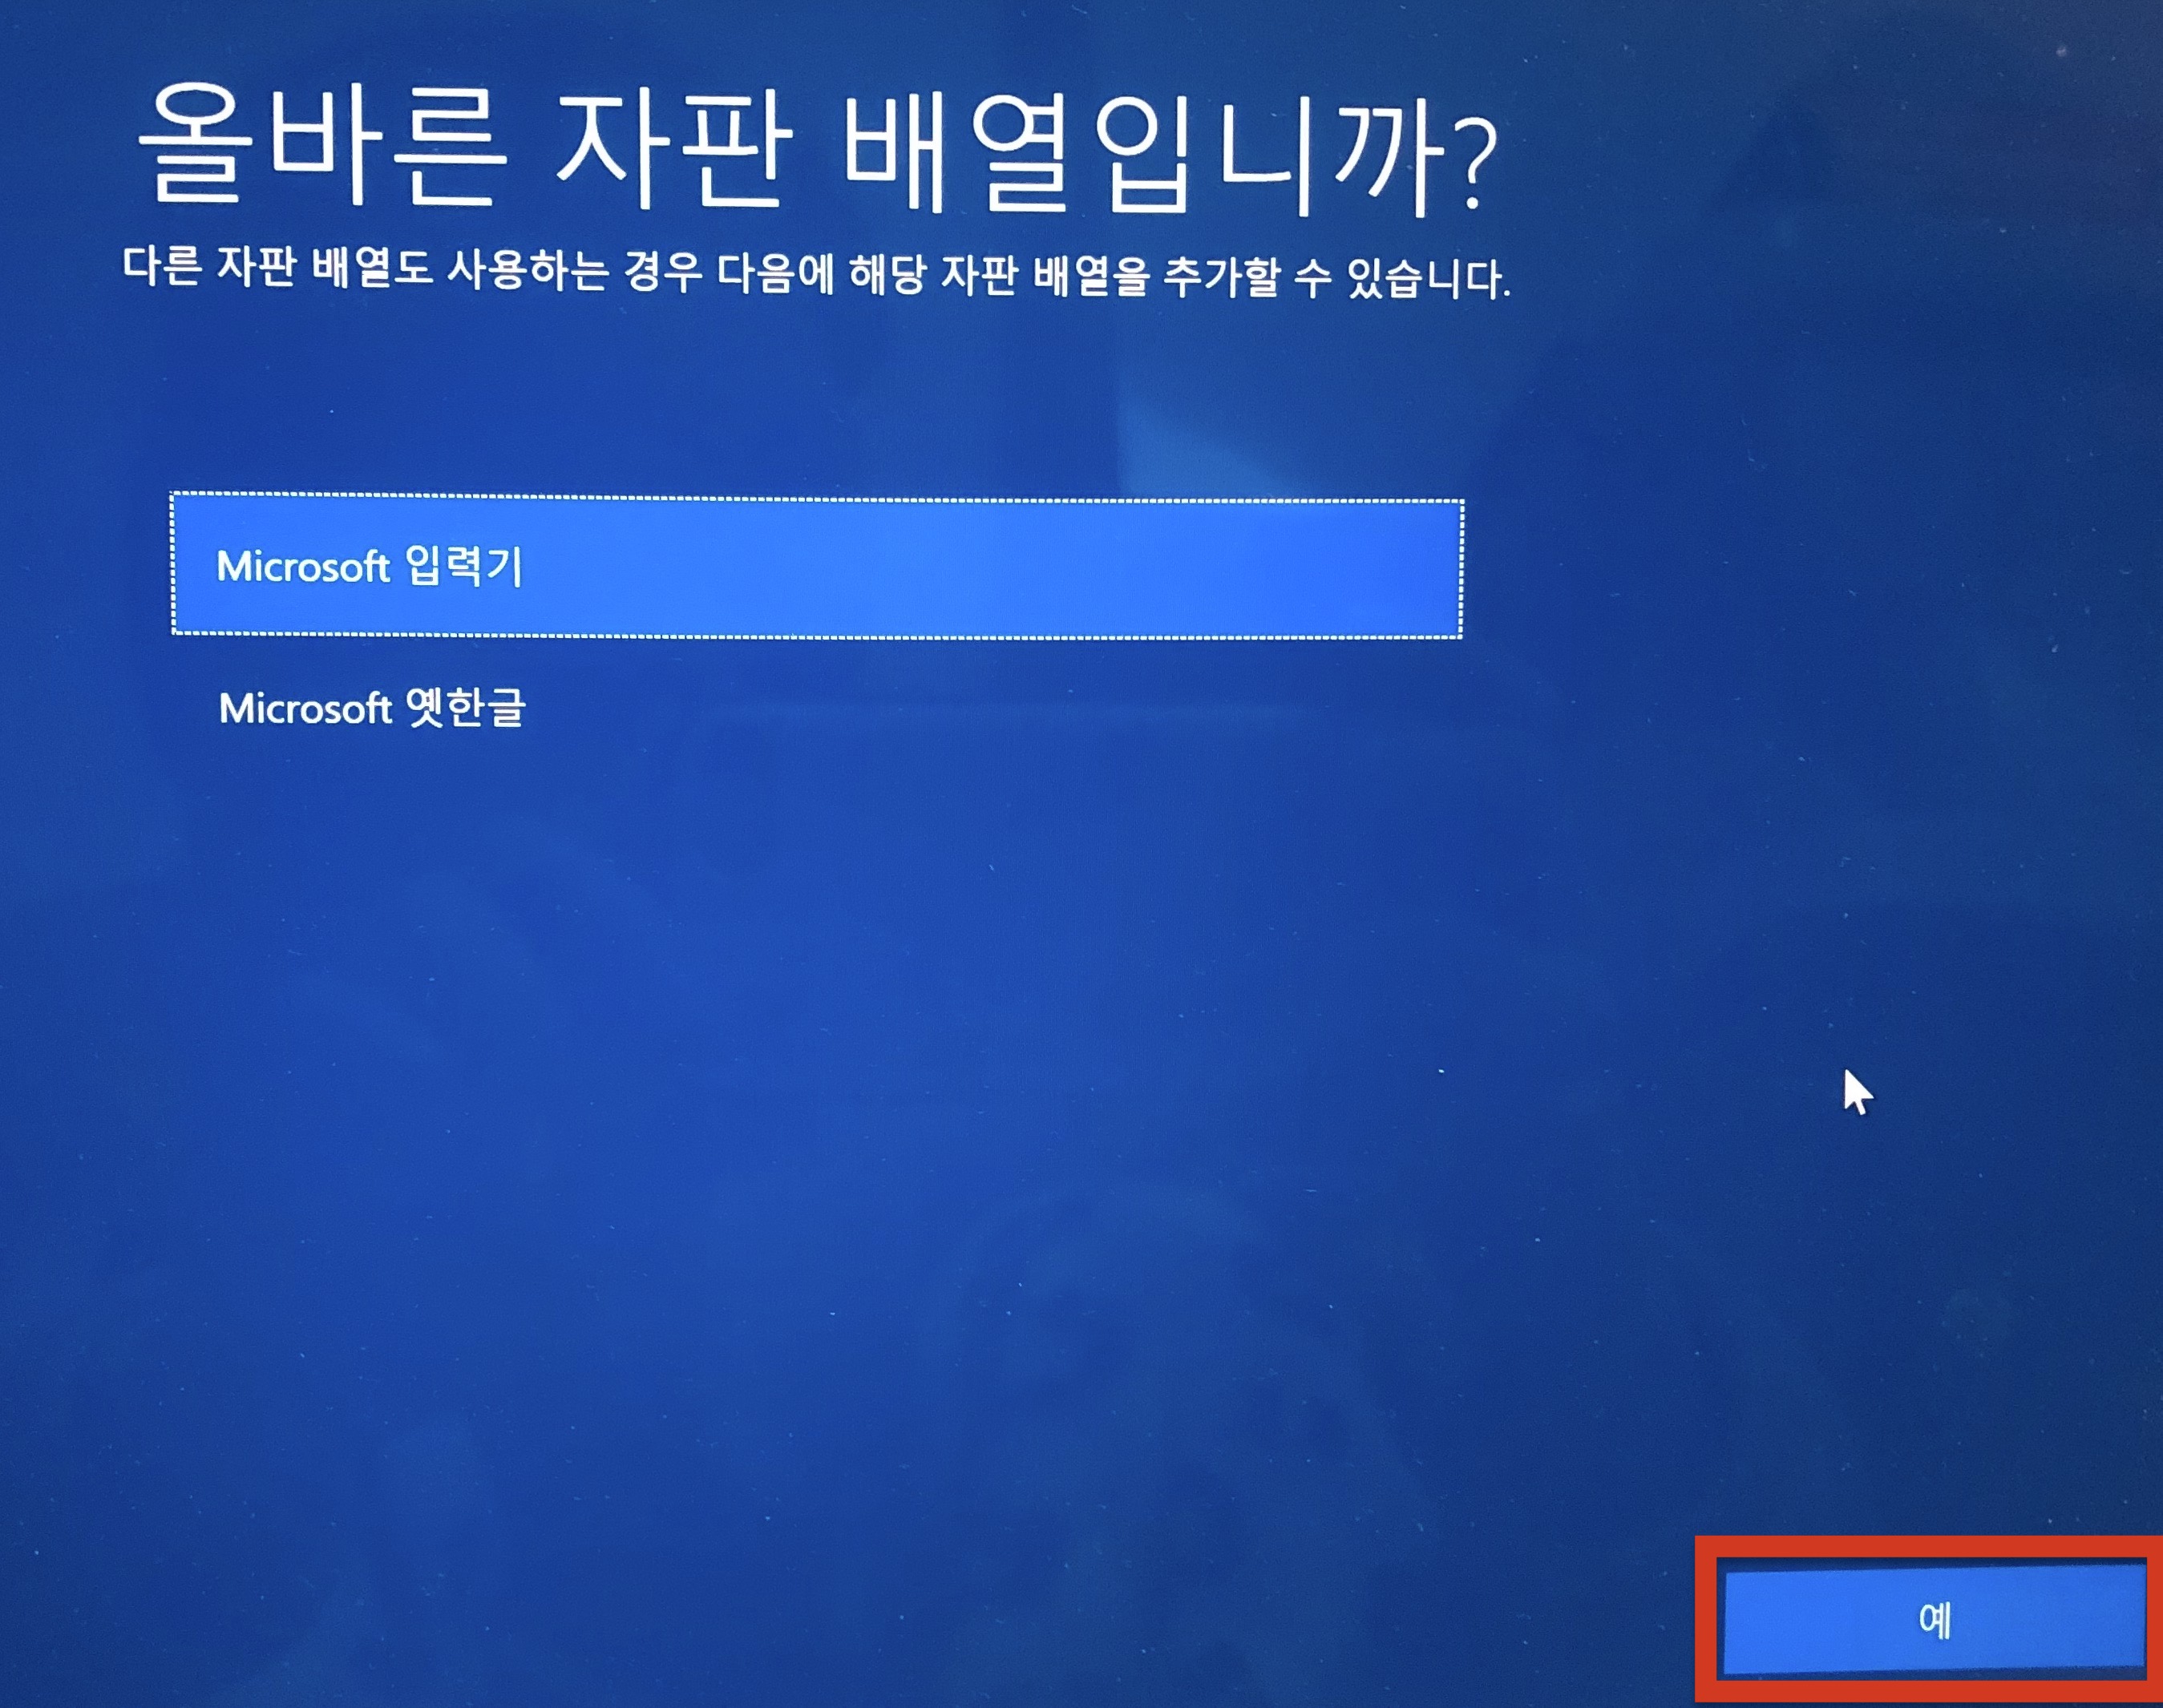 올바른 자판 배열입니까?
다른 자판 배열도 사용하는 경우 다음에 해당 자판 배열을 추가할 수 있습니다.
Microsoft 입력기
Microsoft 옛한글
예